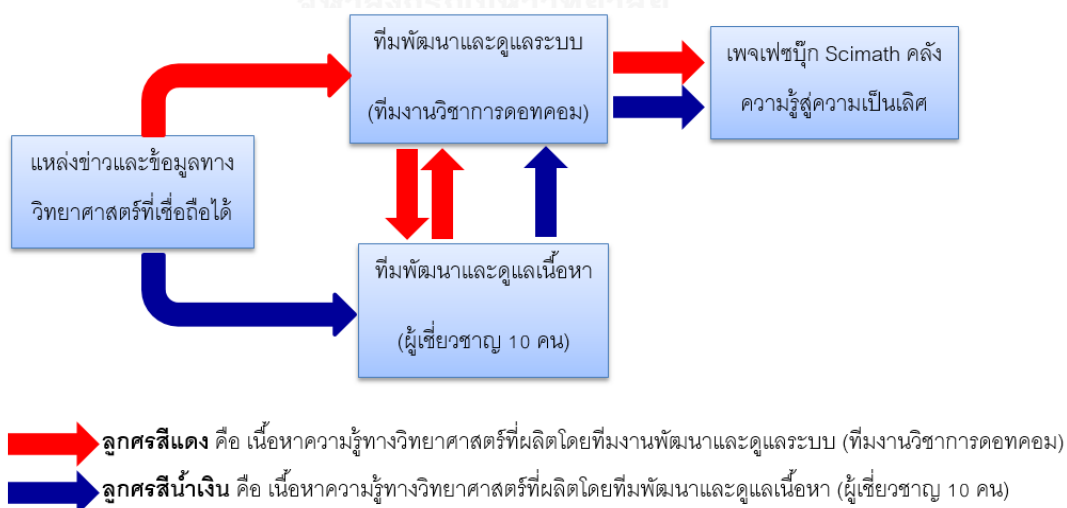 ทีมพัฒนาและดูแลระบบ
(ทีมงานวิชาการดอทคอม)
เพจเฟซบุ๊ก Scimath คลัง
ความรู้สู่ความเป็นเลิศ
แหล่งข่าวและข้อมูลทาง
วิทยาศาสตร์ที่เชื่อถือได้
ทีมพัฒนาและดูแลเนื้อหา
(ผู้เชี่ยวชาญ 10 คน)
ลูกศรสีแดง คือ เนื้อหาความรู้ทางวิทยาศาสตร์ที่ผลิตโดยทีมงานพัฒนาและดูแลระบบ (ทีมงานวิชาการดอทคอม)
ลูกศรสีน้ำเงิน คือ เนื้อหาความรู้ทางวิทยาศาสตร์ที่ผลิตโดยทีมพัฒนาและดูแลเนื้อหา (ผู้เชี่ยวชาญ 10 คน)